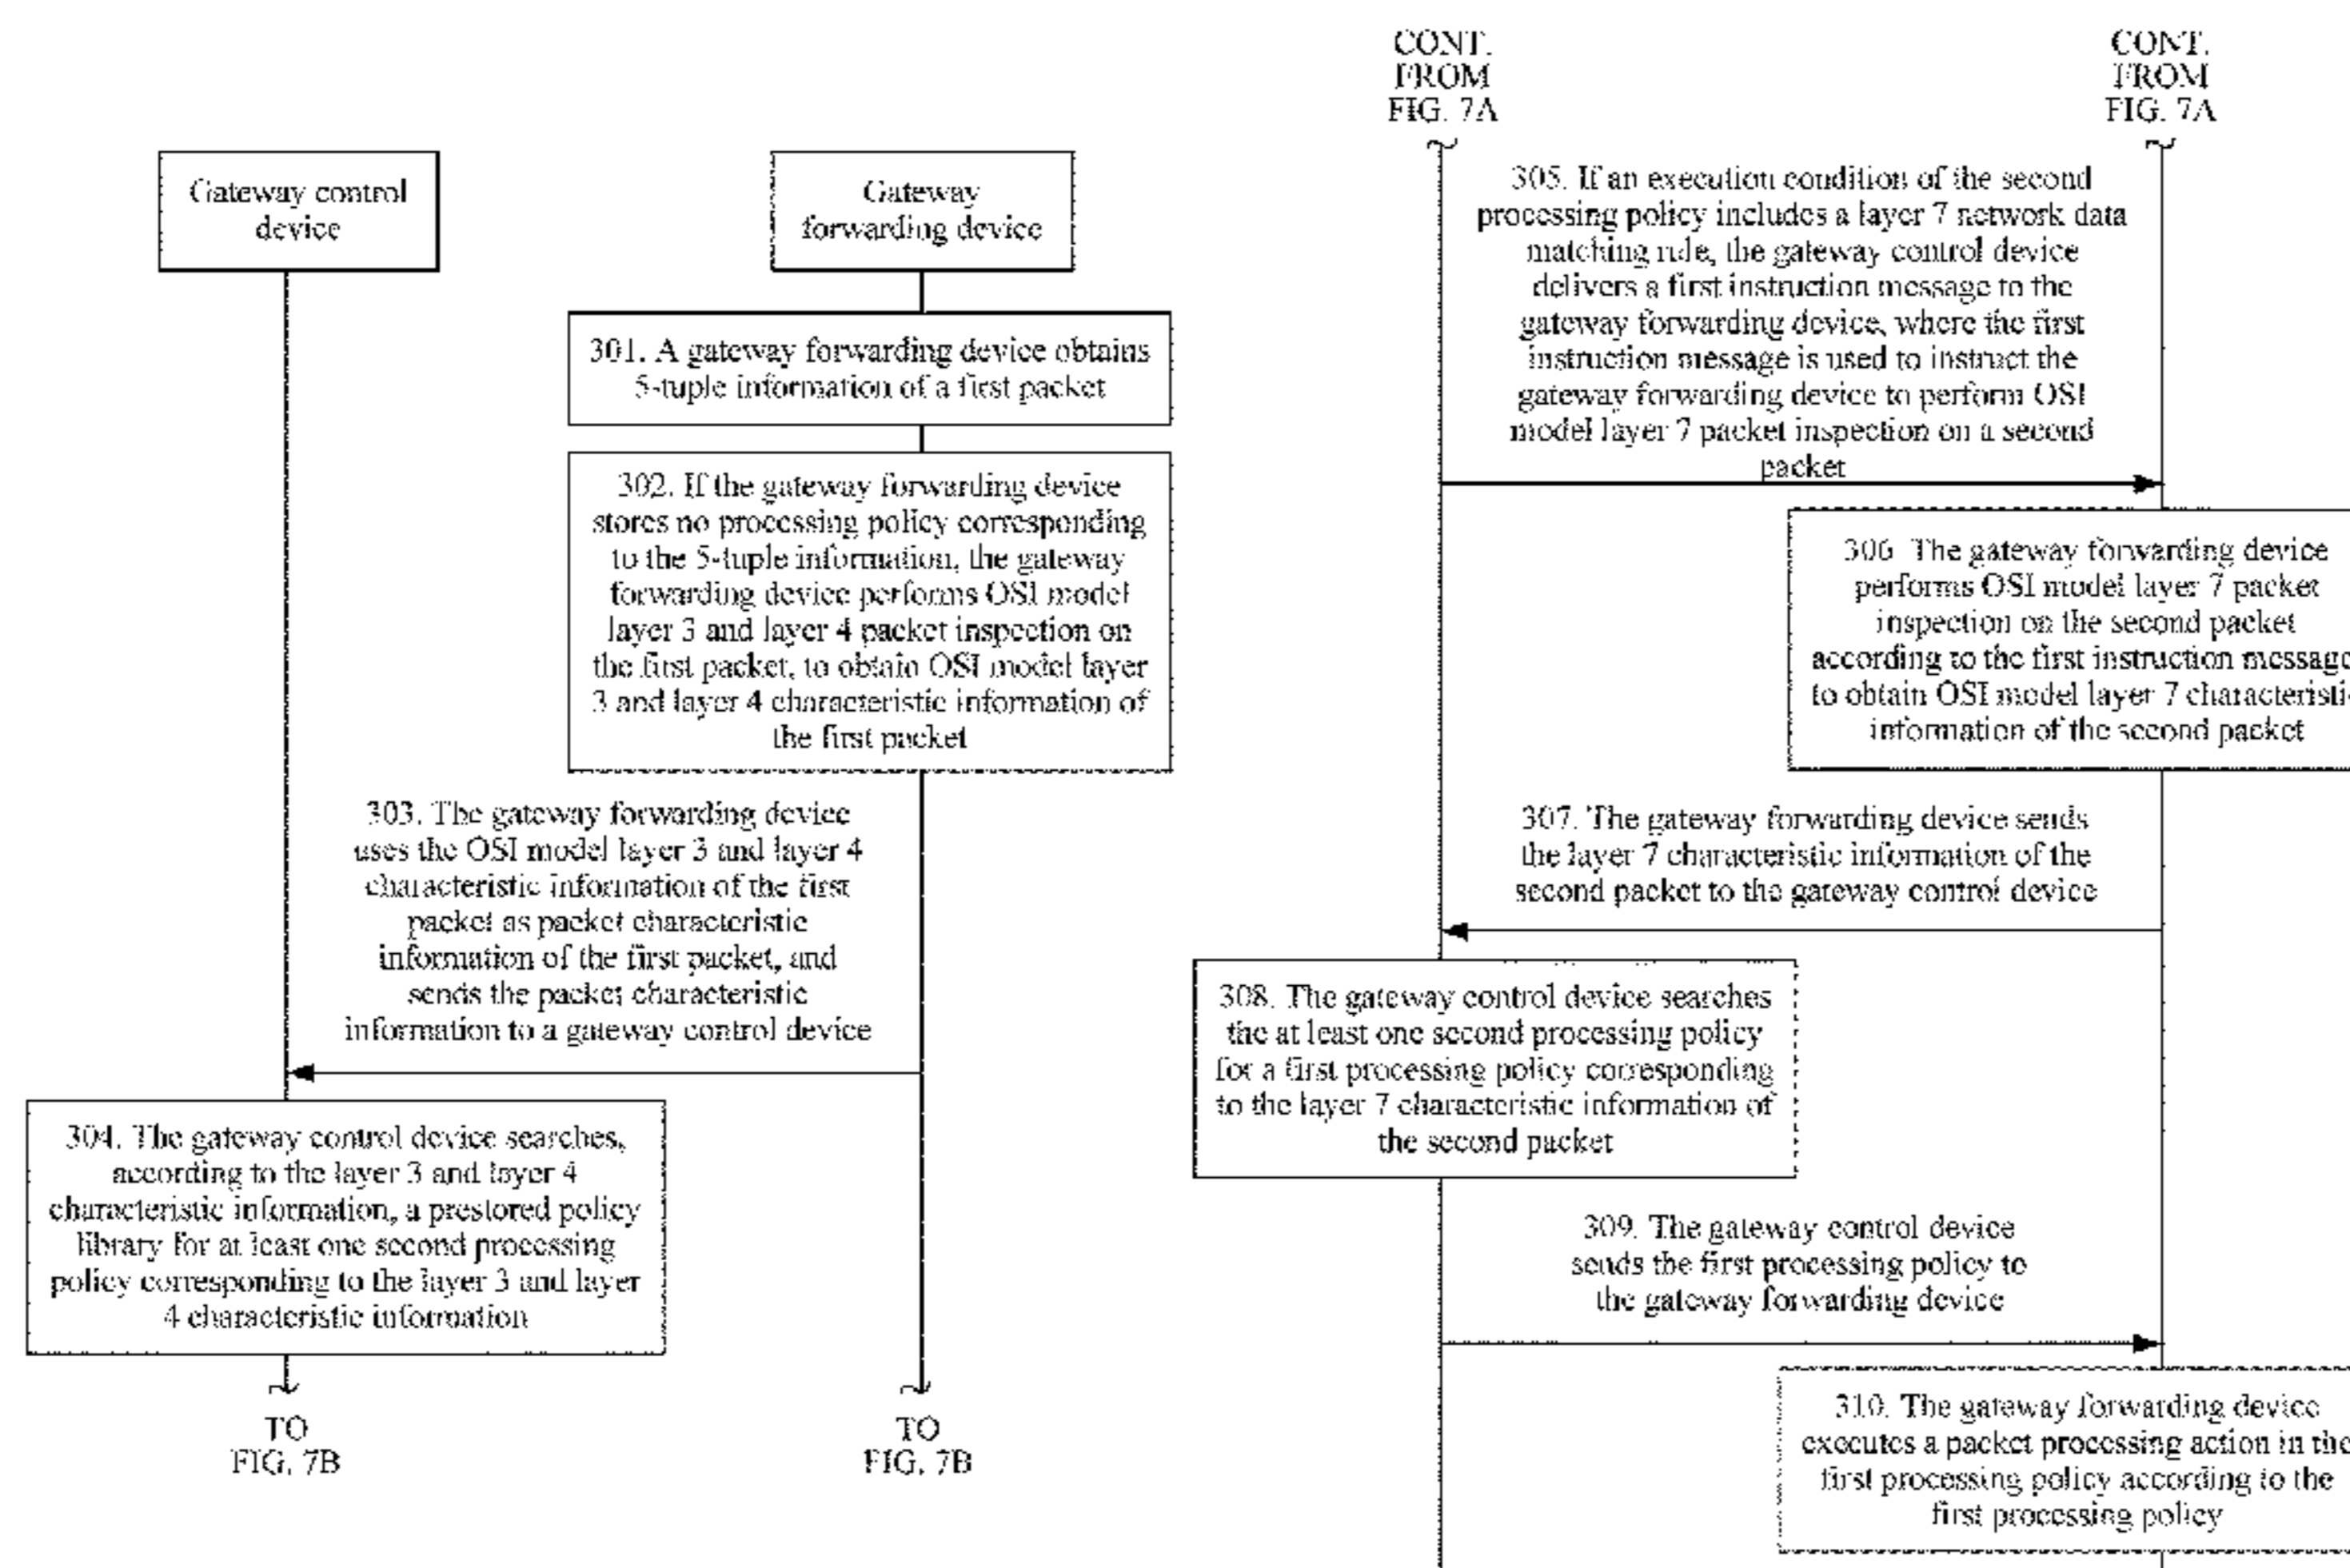 Gateway control
device
Gateway
forwarding device
301. A gateway forwarding device obtains
5-tuple information of a first packet
302. If the gateway forwarding device
stores no processing policy corresponding
to the 5-tuple information, the gateway
forwarding device performs OSI model
layer 3 and layer 4 packet inspection on
the first packet, to obtain OSI model layer
3 and layer 4 characteristic information of
the first packet
303. The gateway forwarding device
uses the OSI model layer 3 and layer 4
characteristic information of the first
packet as packet characteristic
information of the first packet, and
sends the packet characteristic
information to a gateway control device
304. The gateway control device searches,
according to the layer 3 and layer 4
characteristic information, a prestored policy
library for at least one second processing
policy corresponding to the layer 3 and layer
4 characteristic information
TO
FIG. 7B
TO
FIG. 7B
CONT.
FROM
FIG. 7A
CONT.
FROM
FIG. 7A
305. If an execution condition of the second
processing policy includes a layer 7 network data
matching rule, the gateway control device
delivers a first instruction message to the
gateway forwarding device, where the first
instruction message is used to instruct the
gateway forwarding device to perform OSI
model layer 7 packet inspection on a second
packet
306. The gateway forwarding device
performs OSI model layer 7 packet
inspection on the second packet
according to the first instruction message
to obtain OSI model layer 7 characteristi
information of the second packet
307. The gateway forwarding device sends
the layer 7 characteristic information of the
second packet to the gateway control device
308. The gateway control device searches
the at least one second processing policy
for a first processing policy corresponding
to the layer 7 characteristic information of
the second packet
309. The gateway control device
sends the first processing policy to
the gateway forwarding device
310. The gateway forwarding device
executes a packet processing action in the
first processing policy according to the
first processing policy